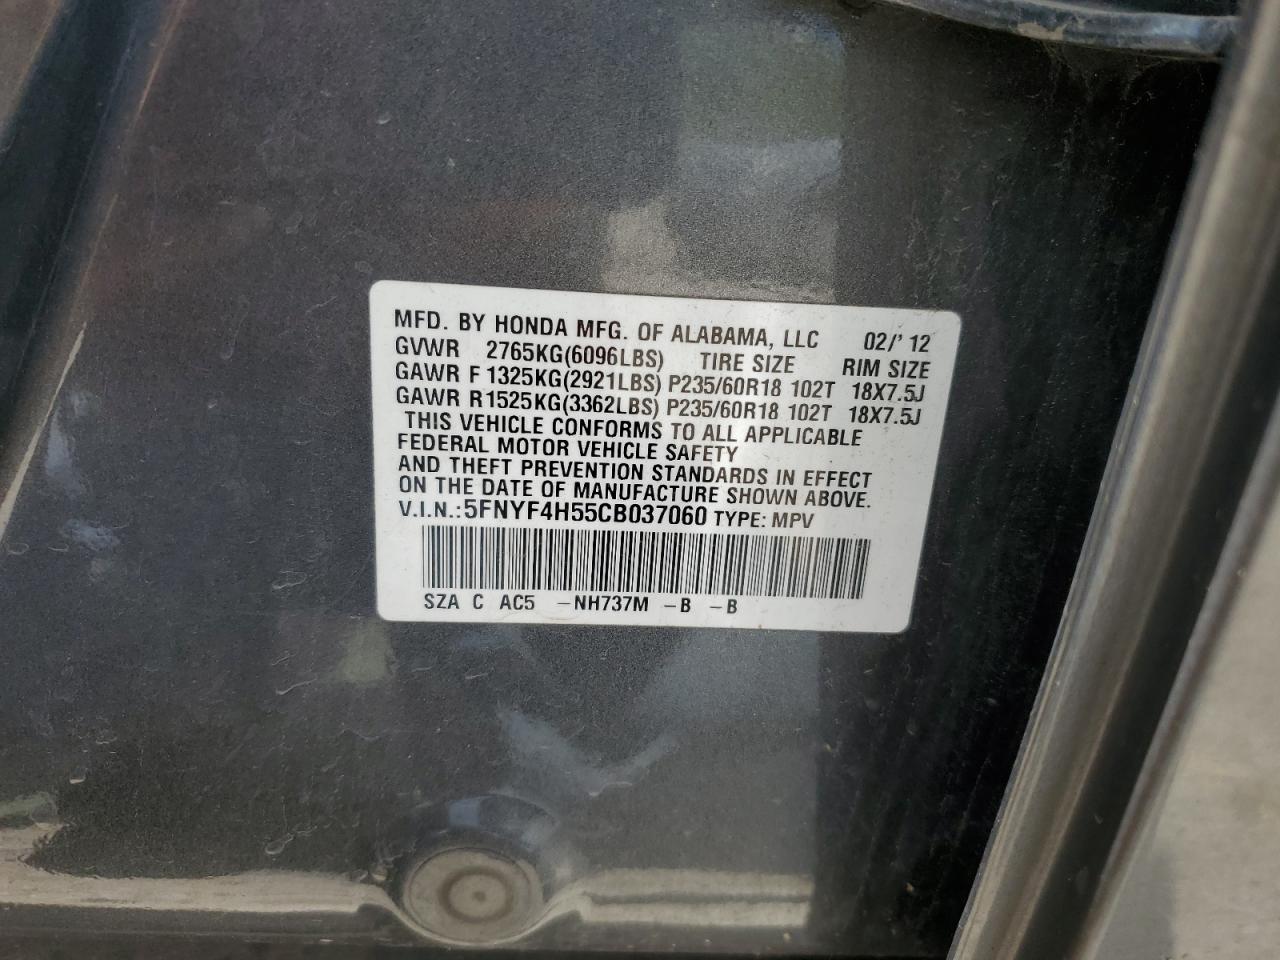 MFD. BY HONDA MFG. OF ALABAMA, LLC 02/'12
GVWR 2765KG(6096LBS) TIRE SIZE RIM SIZE
GAWR F 1325KG(2921LBS) P235/60R18 102T 18X7.5J
GAWR R 1525KG(3362LBS) P235/60R18 102T 18X7.5J
THIS VEHICLE CONFORMS TO ALL APPLICABLE
FEDERAL MOTOR VEHICLE SAFETY
AND THEFT PREVENTION STANDARDS IN EFFECT
ON THE DATE OF MANUFACTURE SHOWN ABOVE.
V.I.N.:5FNYF4H55CB037060 TYPE: MPV
SZA C AC5 -NH737M -B -B